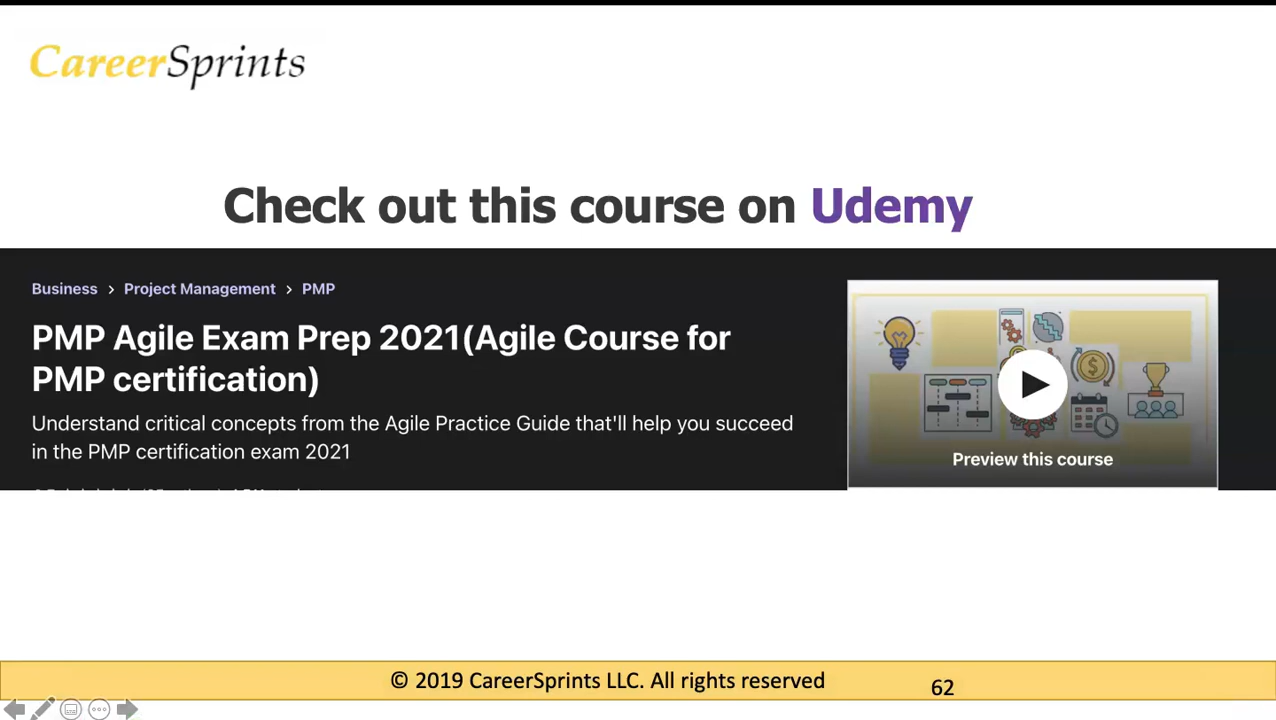 CareerSprints
Check out this course on Udemy
Business > Project Management > PMP
PMP Agile Exam Prep 2021(Agile Course for
PMP certification)
Understand critical concepts from the Agile Practice Guide that'll help you succeed
in the PMP certification exam 2021
Preview this course
© 2019 CareerSprints LLC. All rights reserved
62